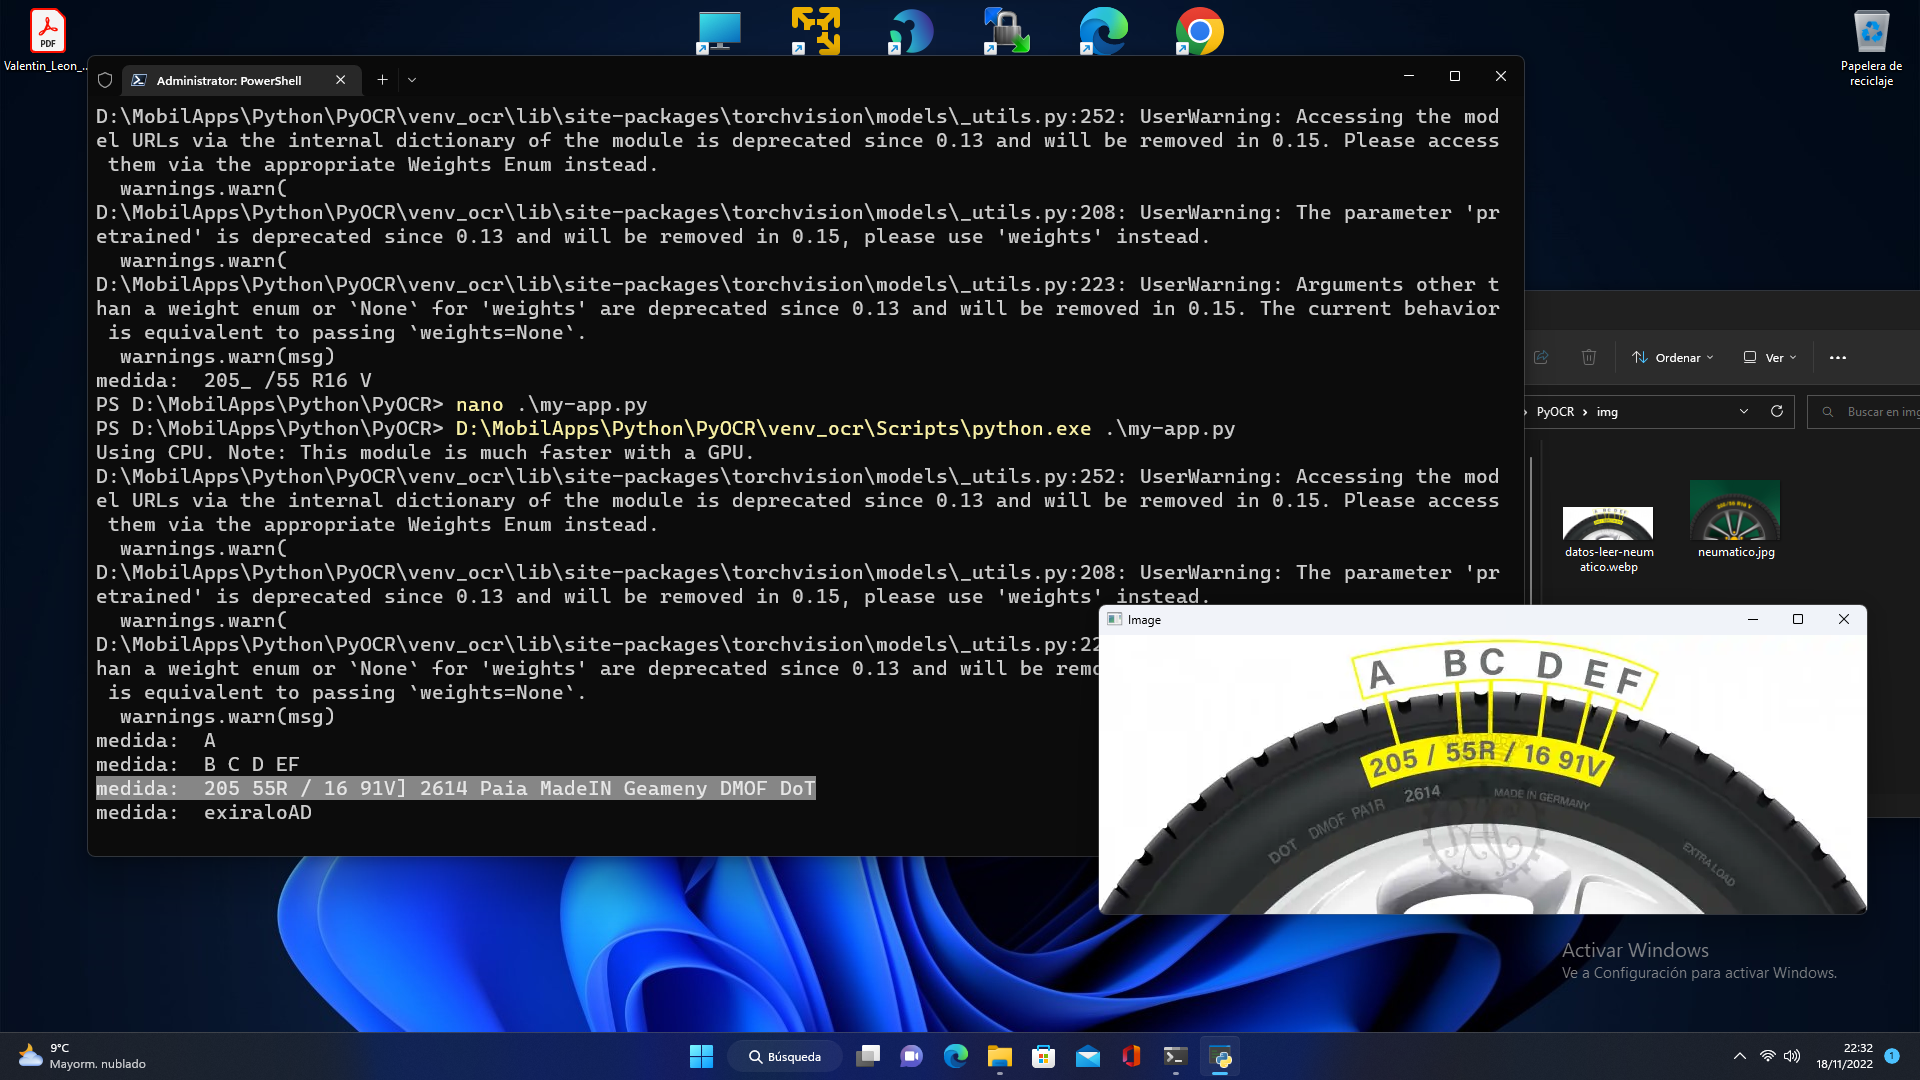 Valentin_Leon_...
Papelera de
reciclaje
Administrator: PowerShell
D:\MobilApps\Python\PyOCR\venv_ocr\lib\site-packages\torchvision\models\_utils.py:252: UserWarning: Accessing the mod
el URLs via the internal dictionary of the module is deprecated since 0.13 and will be removed in 0.15. Please access
them via the appropriate Weights Enum instead.
warnings.warn(
D:\MobilApps\Python\PyOCR\venv_ocr\lib\site-packages\torchvision\models\_utils.py:208: UserWarning: The parameter 'pr
etrained' is deprecated since 0.13 and will be removed in 0.15, please use 'weights' instead.
warnings.warn(
D:\MobilApps\Python\PyOCR\venv_ocr\lib\site-packages\torchvision\models\_utils.py:223: UserWarning: Arguments other t
han a weight enum or `None` for 'weights' are deprecated since 0.13 and will be removed in 0.15. The current behavior
is equivalent to passing `weights=None`.
warnings.warn(msg)
medida:  205_ /55 R16 V
PS D:\MobilApps\Python\PyOCR> nano .\my-app.py
PS D:\MobilApps\Python\PyOCR> D:\MobilApps\Python\PyOCR\venv_ocr\Scripts\python.exe .\my-app.py
Using CPU. Note: This module is much faster with a GPU.
D:\MobilApps\Python\PyOCR\venv_ocr\lib\site-packages\torchvision\models\_utils.py:252: UserWarning: Accessing the mod
el URLs via the internal dictionary of the module is deprecated since 0.13 and will be removed in 0.15. Please access
them via the appropriate Weights Enum instead.
warnings.warn(
D:\MobilApps\Python\PyOCR\venv_ocr\lib\site-packages\torchvision\models\_utils.py:208: UserWarning: The parameter 'pr
etrained' is deprecated since 0.13 and will be removed in 0.15, please use 'weights' instead.
warnings.warn(
D:\MobilApps\Python\PyOCR\venv_ocr\lib\site-packages\torchvision\models\_utils.py:22
han a weight enum or `None` for 'weights' are deprecated since 0.13 and will be remo
is equivalent to passing `weights=None`.
warnings.warn(msg)
medida:  A
medida:  B C D EF
medida:  205 55R / 16 91V] 2614 Paia MadeIN Geameny DMOF DoT
medida:  exiraloAD
Ordenar
Ver
PyOCR > img
Buscar en img
datos-leer-neum
atico.webp
neumatico.jpg
205/55 R16 V
Image
A B C D E F
205 / 55R / 16 91V
DOT DMOF PA1R 2614 MADE IN GERMANY
EXTRA LOAD
Activar Windows
Ve a Configuración para activar Windows.
9°C
Mayorm. nublado
Búsqueda
22:32
18/11/2022
1